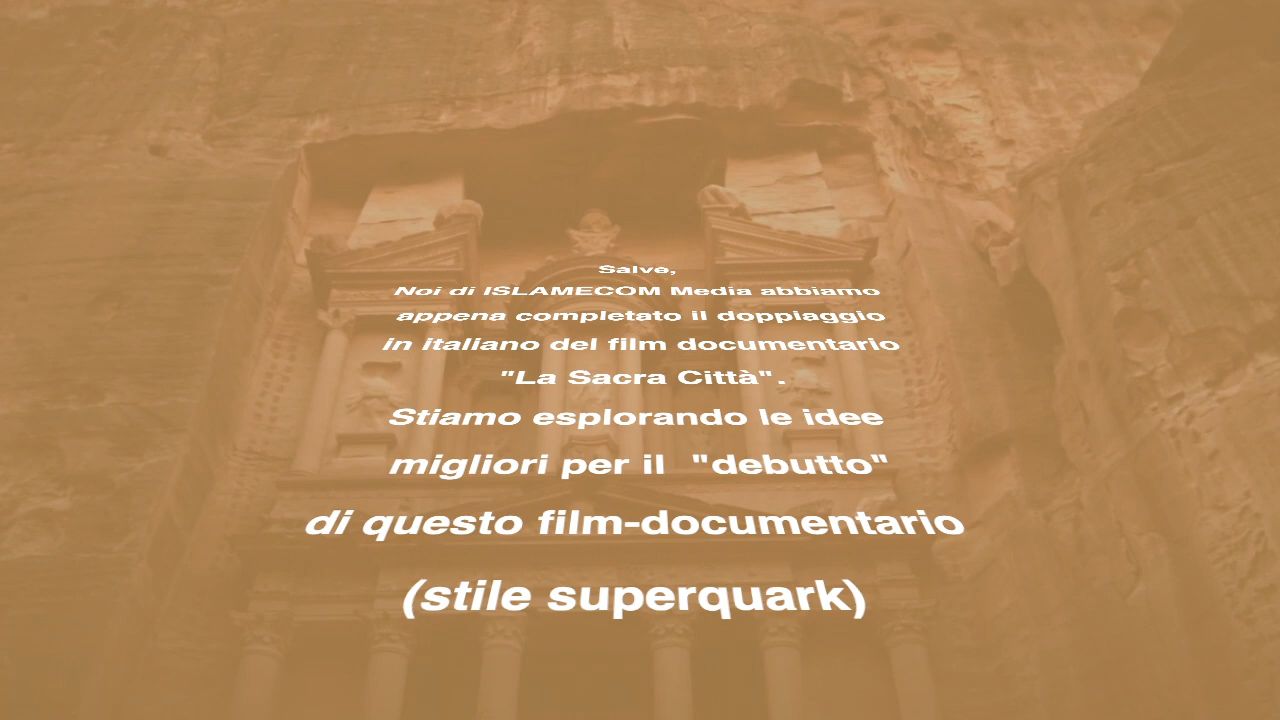 Salve,
Noi di ISLAMECOM Media abbiamo
appena completato il doppiaggio
in italiano del film documentario
"La Sacra Città".
Stiamo esplorando le idee
migliori per il "debutto"
di questo film-documentario
(stile superquark)